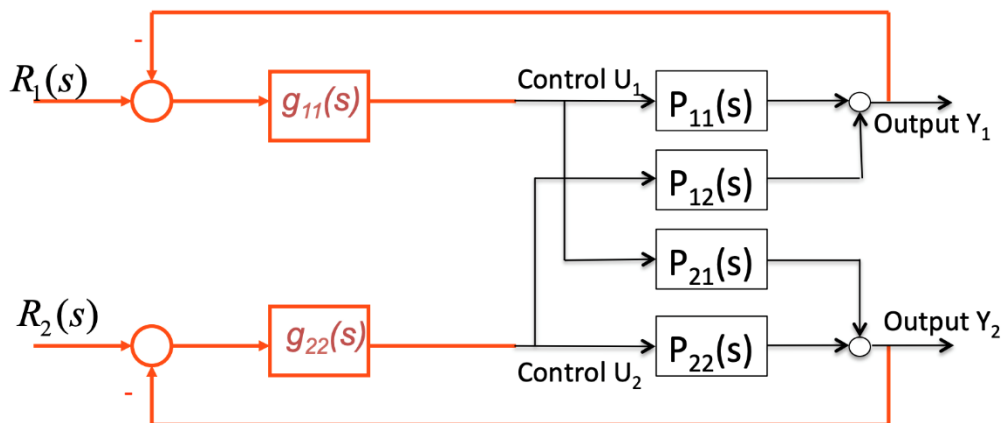 -
R₁(s)
g₁₁(s)
Control U₁
P₁₁(s)
Output Y₁
P₁₂(s)
P₂₁(s)
R₂(s)
g₂₂(s)
Control U₂
P₂₂(s)
Output Y₂
-